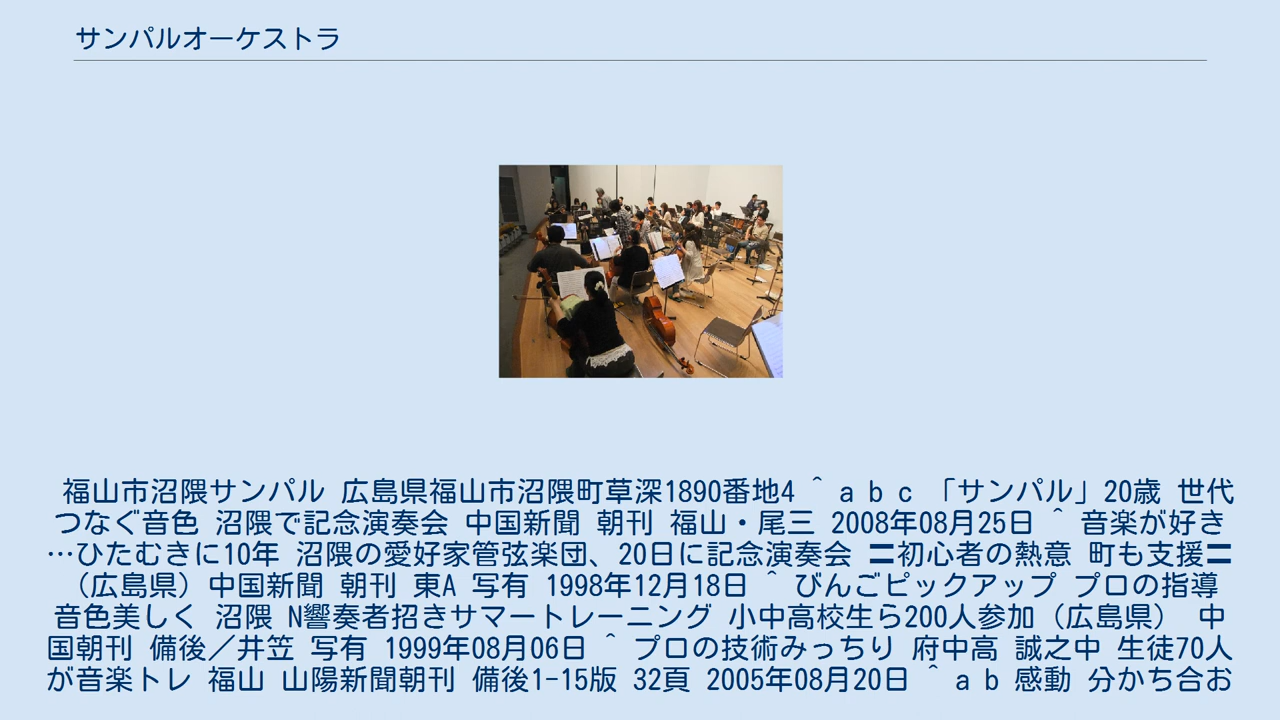 サンパルオーケストラ
福山市沼隈サンパル 広島県福山市沼隈町草深1890番地4 ^ a b c 「サンパル」20歳 世代
つなぐ音色 沼隈で記念演奏会 中国新聞 朝刊 福山・尾三 2008年08月25日 ^ 音楽が好き
…ひたむきに10年 沼隈の愛好家管弦楽団、20日に記念演奏会 〓初心者の熱意 町も支援〓
（広島県）中国新聞 朝刊 東A 写有 1998年12月18日 ^ びんごピックアップ プロの指導
音色美しく 沼隈 N響奏者招きサマートレーニング 小中高校生ら200人参加（広島県） 中
国朝刊 備後／井笠 写有 1999年08月06日 ^ プロの技術みっちり 府中高 誠之中 生徒70人
が音楽トレ 福山 山陽新聞朝刊 備後1-15版 32頁 2005年08月20日 ^ a b 感動 分かち合お